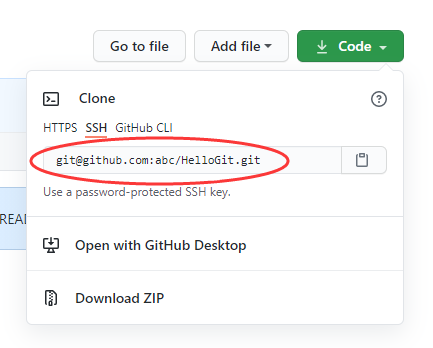 Go to file Add file Code
Clone
HTTPS SSH GitHub CLI
git@github.com:abc/HelloGit.git
Use a password-protected SSH key.
READ
Open with GitHub Desktop
Download ZIP